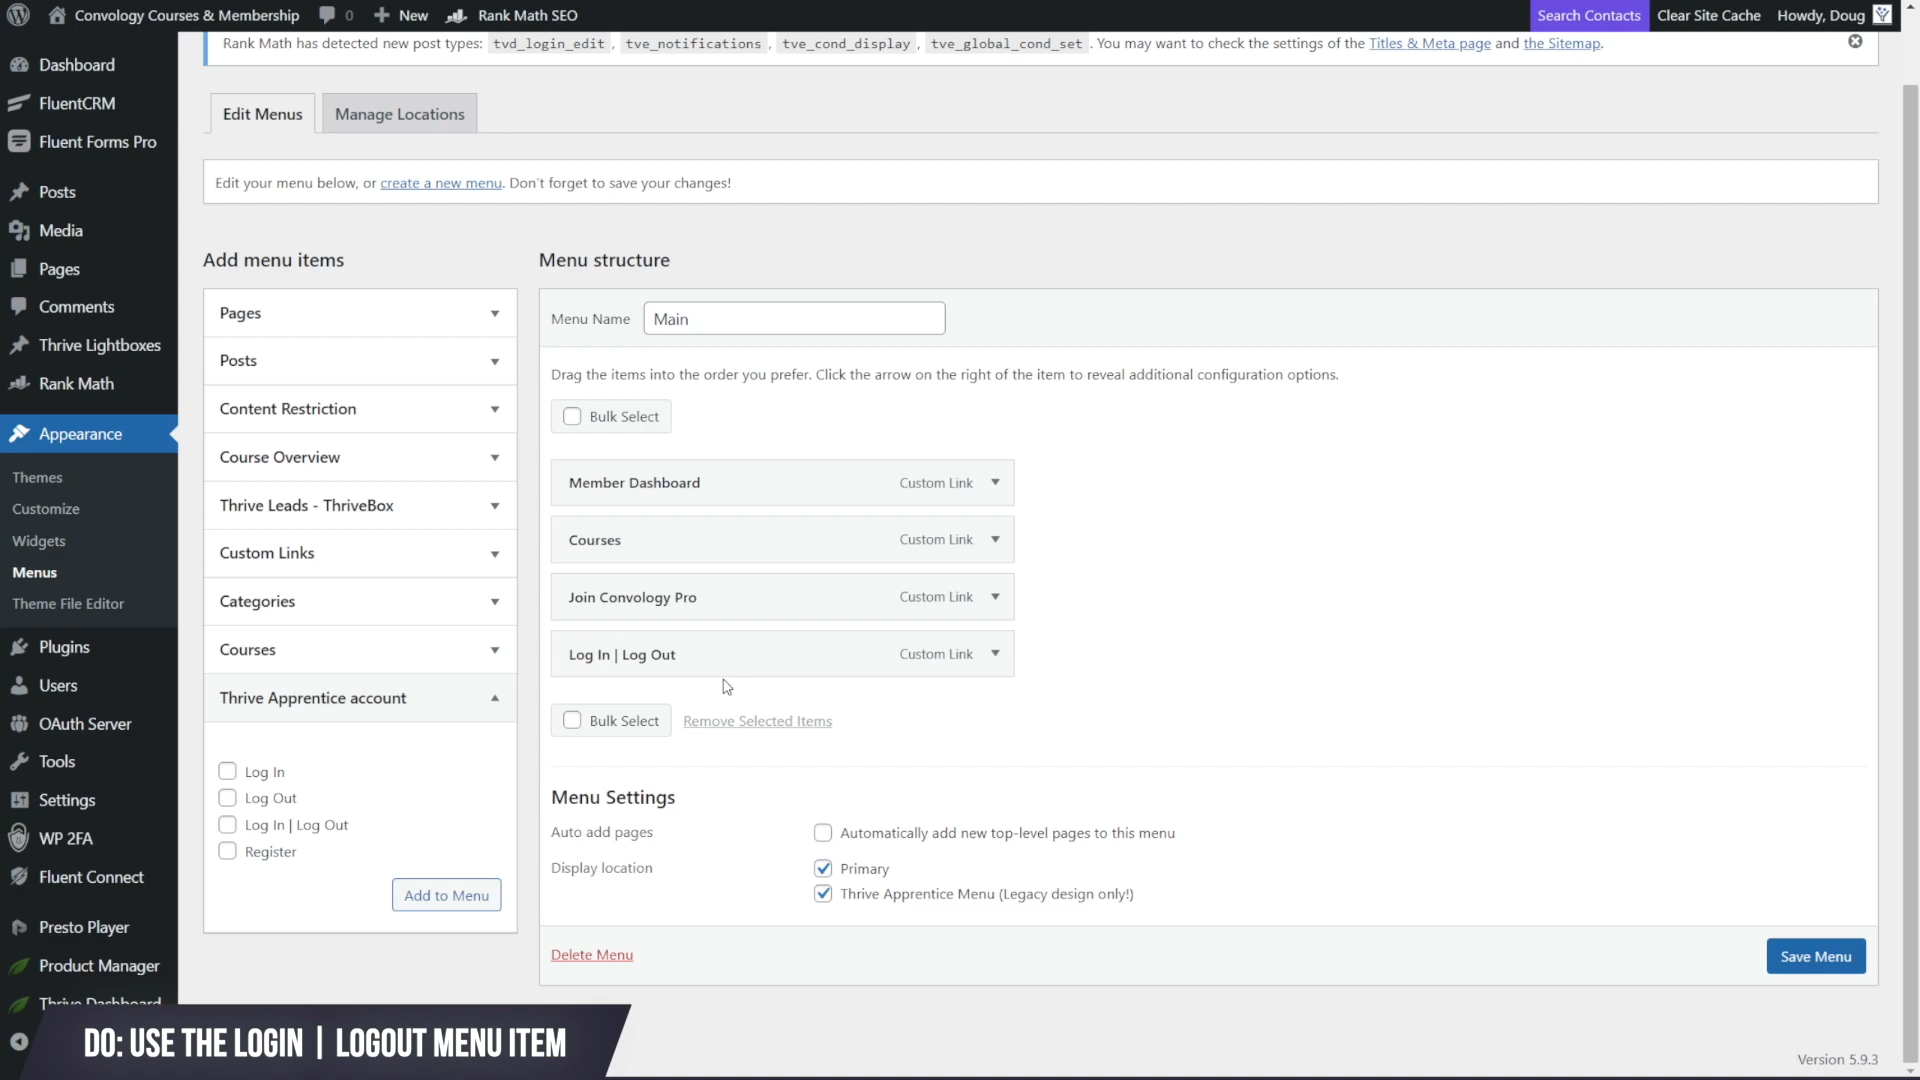 Convology Courses & Membership 0 New Rank Math SEO Search Contacts Clear Site Cache Howdy, Doug
Rank Math has detected new post types: tvd_login_edit , tve_notifications , tve_cond_display , tve_global_cond_set . You may want to check the settings of the Titles & Meta page and the Sitemap.
Dashboard
FluentCRM
Fluent Forms Pro
Posts
Media
Pages
Comments
Thrive Lightboxes
Rank Math
Appearance
Themes
Customize
Widgets
Menus
Theme File Editor
Plugins
Users
OAuth Server
Tools
Settings
WP 2FA
Fluent Connect
Presto Player
Product Manager
Thrive Dashboard
Edit Menus Manage Locations
Edit your menu below, or create a new menu. Don't forget to save your changes!
Add menu items
Pages
Posts
Content Restriction
Course Overview
Thrive Leads - ThriveBox
Custom Links
Categories
Courses
Thrive Apprentice account
Log In
Log Out
Log In | Log Out
Register
Add to Menu
Menu structure
Menu Name Main
Drag the items into the order you prefer. Click the arrow on the right of the item to reveal additional configuration options.
Bulk Select
Member Dashboard Custom Link
Courses Custom Link
Join Convology Pro Custom Link
Log In | Log Out Custom Link
Bulk Select Remove Selected Items
Menu Settings
Auto add pages Automatically add new top-level pages to this menu
Display location Primary
Thrive Apprentice Menu (Legacy design only!)
Delete Menu Save Menu
DO: USE THE LOGIN | LOGOUT MENU ITEM
Version 5.9.3